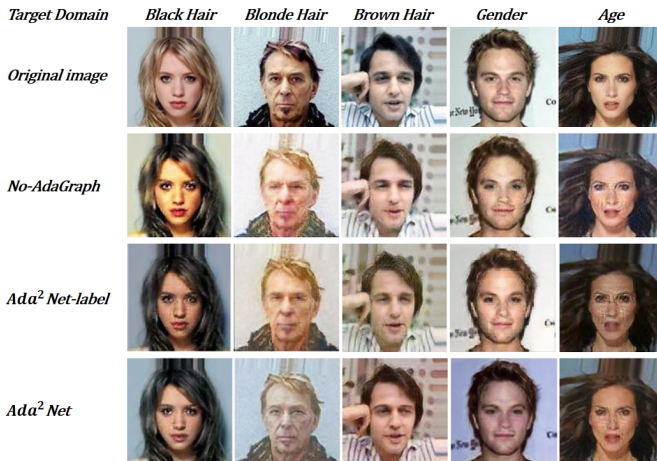 Target Domain Black Hair Blonde Hair Brown Hair Gender Age
Original image
No-AdaGraph
Ada² Net-label
Ada² Net